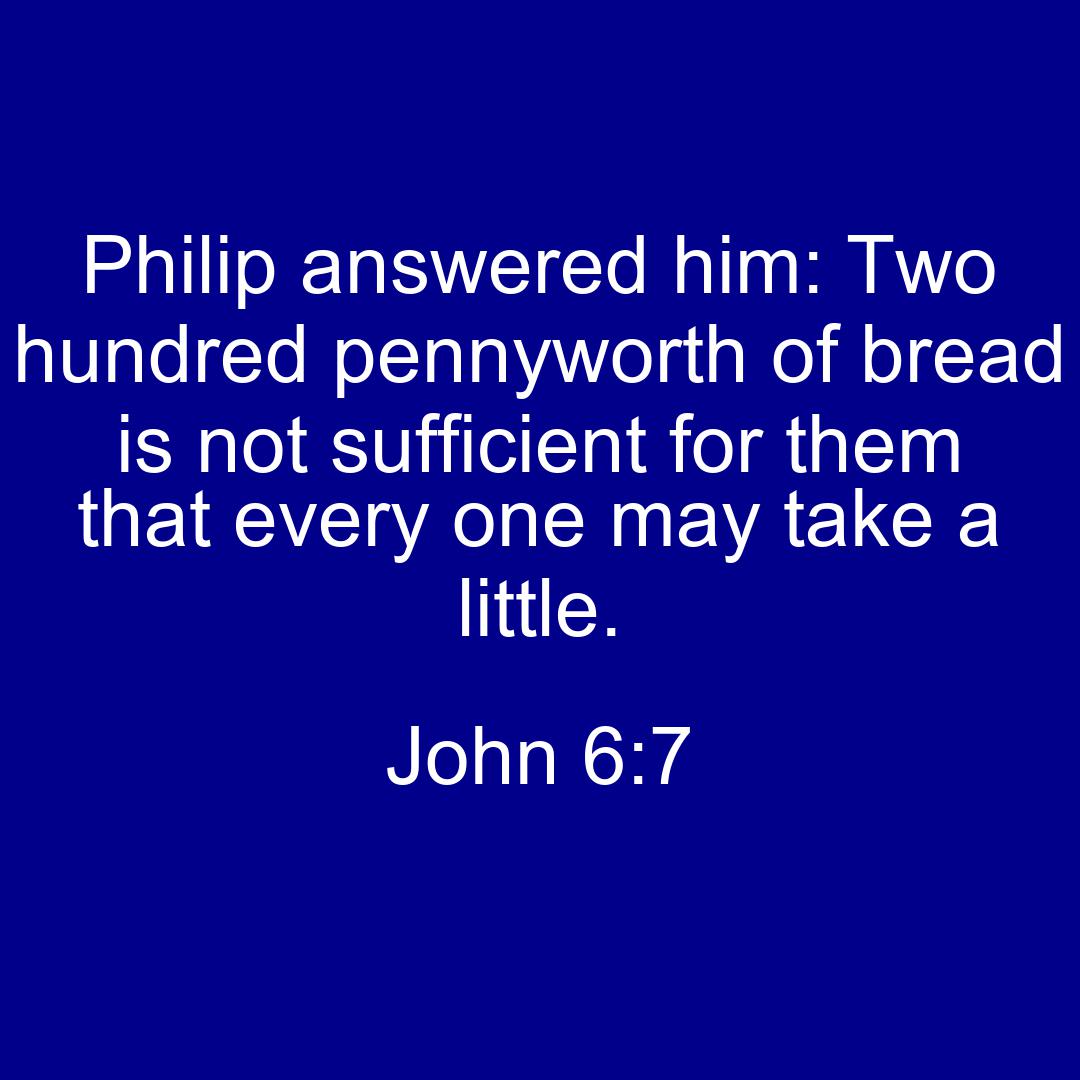 Philip answered him: Two
hundred pennyworth of bread
is not sufficient for them
that every one may take a
little.
John 6:7